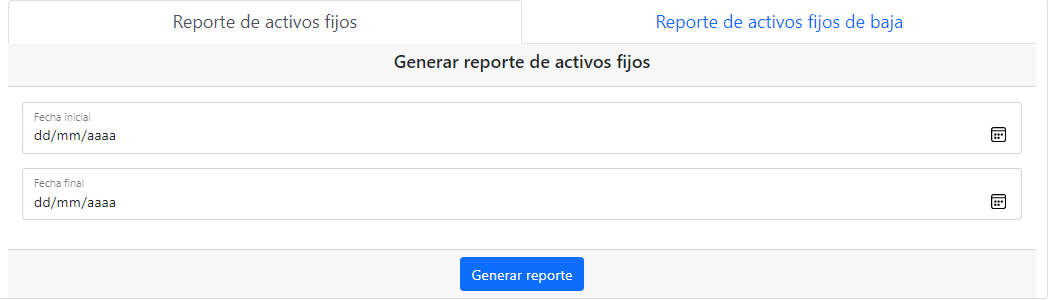 Reporte de activos fijos
Reporte de activos fijos de baja
Generar reporte de activos fijos
Fecha inicial
dd/mm/aaaa
Fecha final
dd/mm/aaaa
Generar reporte